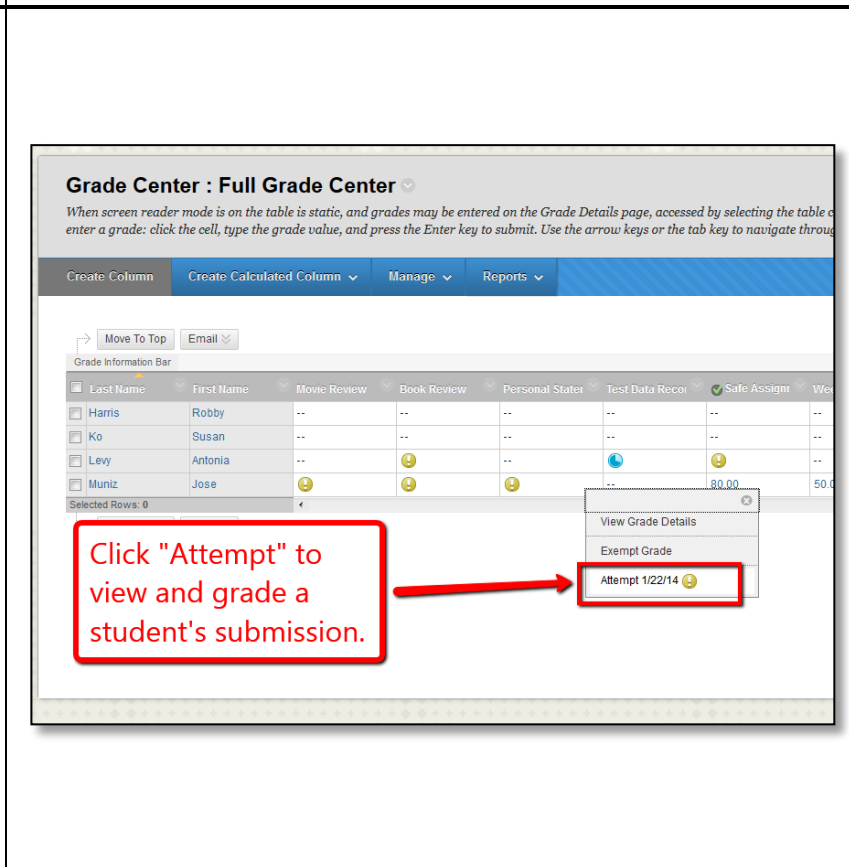 Grade Center : Full Grade Center
When screen reader mode is on the table is static, and grades may be entered on the Grade Details page, accessed by selecting the table c
enter a grade: click the cell, type the grade value, and press the Enter key to submit. Use the arrow keys or the tab key to navigate throug
Create Column Create Calculated Column Manage Reports
Move To Top Email
Grade Information Bar
Last Name First Name Movie Review Book Review Personal Stater Test Data Recor Safe Assignm Wee
Harris Robby -- -- -- -- -- --
Ko Susan -- -- -- -- -- --
Levy Antonia -- -- --
Muniz Jose -- 80.00 50.0
Selected Rows: 0
View Grade Details
Exempt Grade
Attempt 1/22/14
Click "Attempt" to
view and grade a
student's submission.